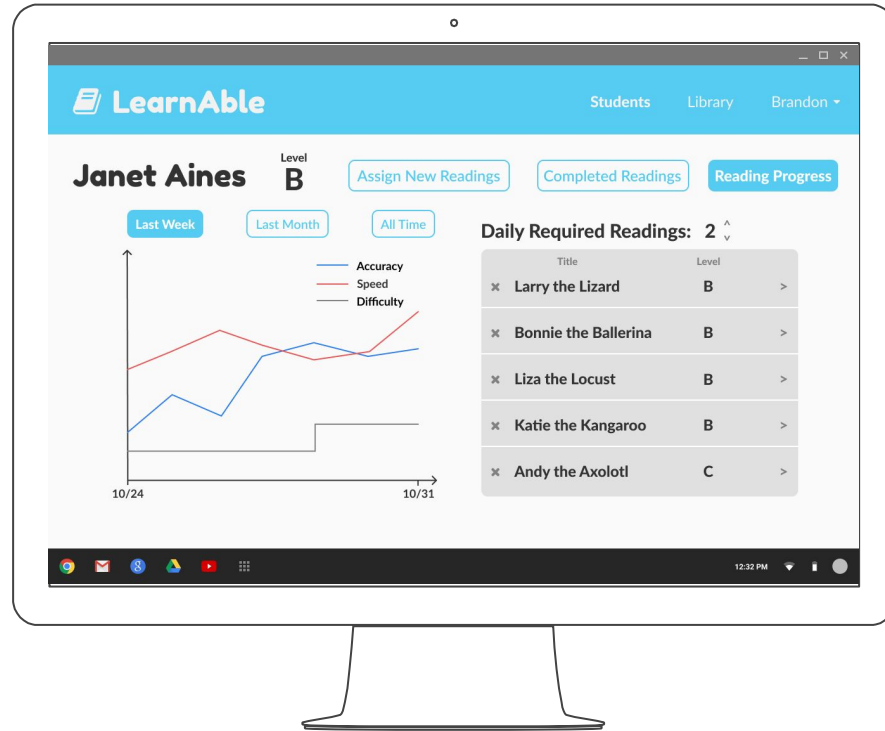 LearnAble
Students Library Brandon
Janet Aines
Level
B
Assign New Readings
Completed Readings
Reading Progress
Last Week
Last Month
All Time
Accuracy
Speed
Difficulty
10/24
10/31
Daily Required Readings: 2
Title Level
× Larry the Lizard B >
× Bonnie the Ballerina B >
× Liza the Locust B >
× Katie the Kangaroo B >
× Andy the Axolotl C >
8
12:32 PM